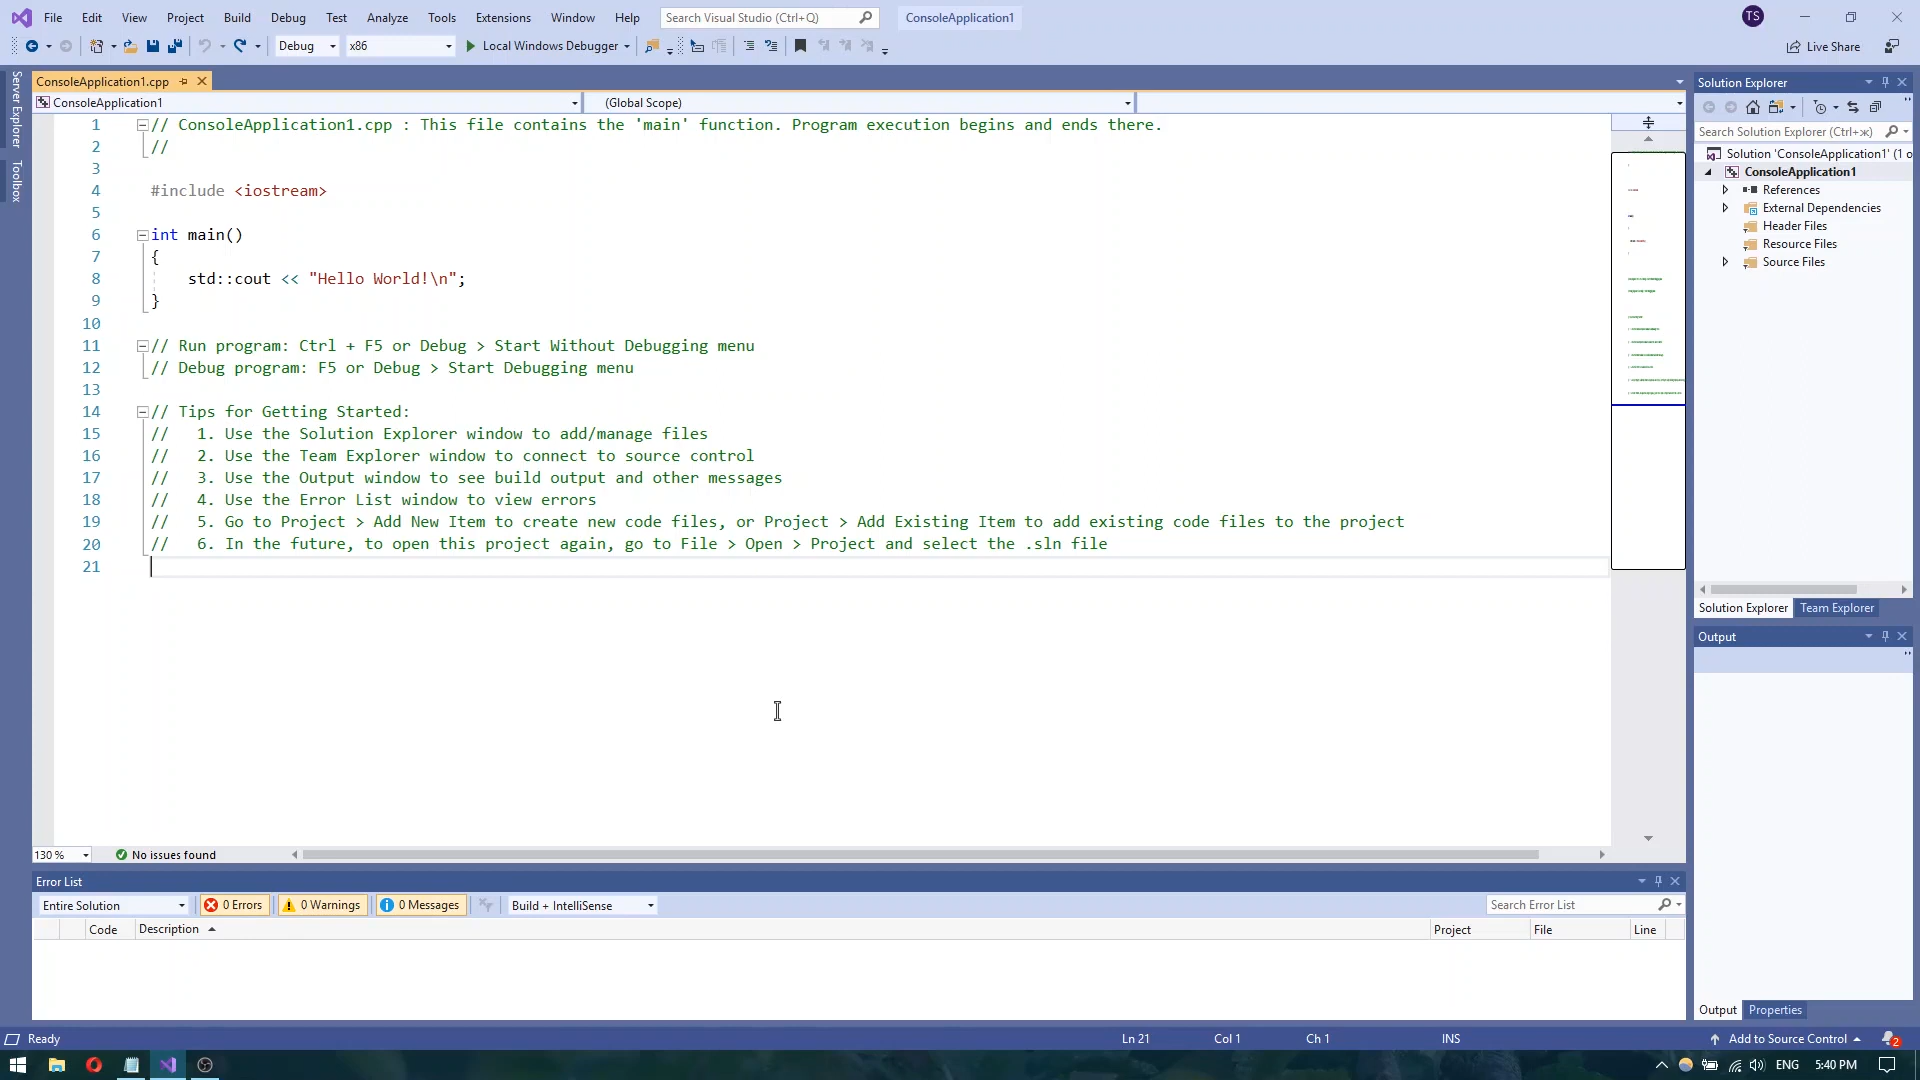 File Edit View Project Build Debug Test Analyze Tools Extensions Window Help Search Visual Studio (Ctrl+Q) ConsoleApplication1 TS
Debug x86 Local Windows Debugger Live Share
Server Explorer
Toolbox
ConsoleApplication1.cpp
ConsoleApplication1 (Global Scope)
1 // ConsoleApplication1.cpp : This file contains the 'main' function. Program execution begins and ends there.
2 //
3
4 #include <iostream>
5
6 int main()
7 {
8 std::cout << "Hello World!\n";
9 }
10
11 // Run program: Ctrl + F5 or Debug > Start Without Debugging menu
12 // Debug program: F5 or Debug > Start Debugging menu
13
14 // Tips for Getting Started:
15 //   1. Use the Solution Explorer window to add/manage files
16 //   2. Use the Team Explorer window to connect to source control
17 //   3. Use the Output window to see build output and other messages
18 //   4. Use the Error List window to view errors
19 //   5. Go to Project > Add New Item to create new code files, or Project > Add Existing Item to add existing code files to the project
20 //   6. In the future, to open this project again, go to File > Open > Project and select the .sln file
21
130 % No issues found
Solution Explorer
Search Solution Explorer (Ctrl+ж)
Solution 'ConsoleApplication1' (1 o
ConsoleApplication1
References
External Dependencies
Header Files
Resource Files
Source Files
Solution Explorer Team Explorer
Output
Output Properties
Error List
Entire Solution 0 Errors 0 Warnings 0 Messages Build + IntelliSense Search Error List
Code Description Project File Line
Ready Ln 21 Col 1 Ch 1 INS Add to Source Control 2
ENG 5:40 PM